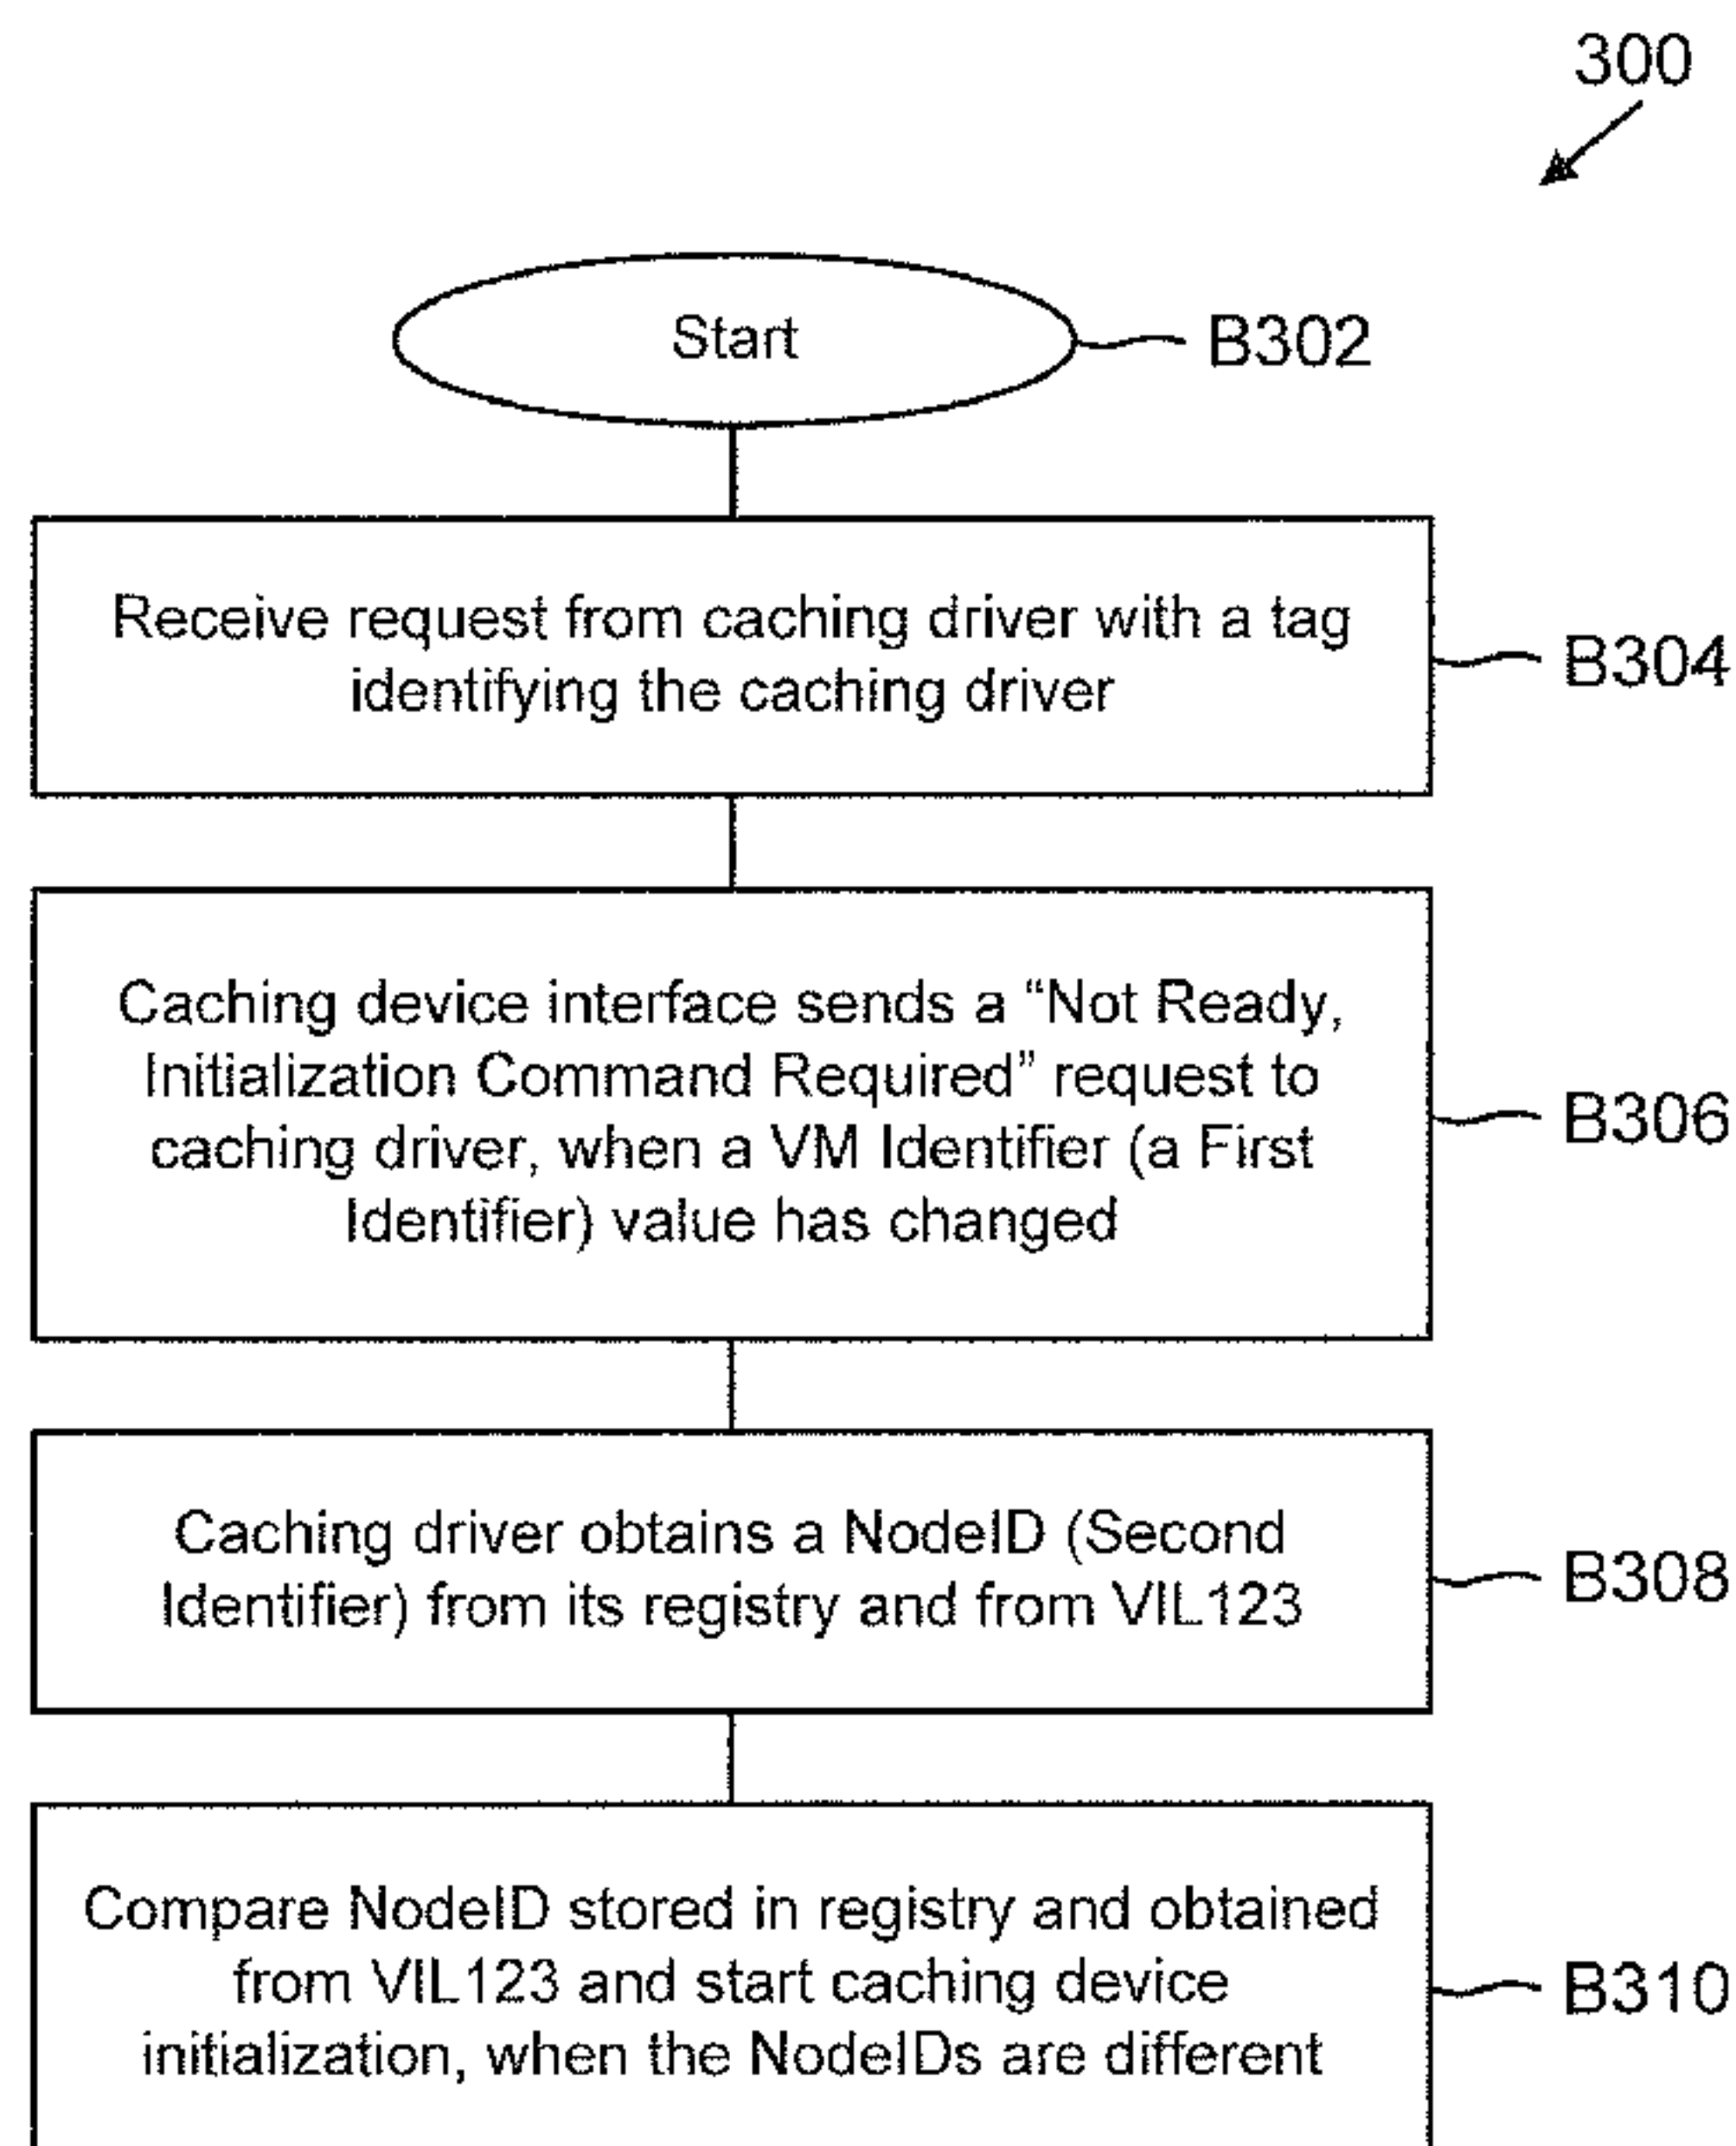 300
Start
B302
Receive request from caching driver with a tag
identifying the caching driver
B304
Caching device interface sends a “Not Ready,
Initialization Command Required” request to
caching driver, when a VM Identifier (a First
Identifier) value has changed
B306
Caching driver obtains a NodeID (Second
Identifier) from its registry and from VIL123
B308
Compare NodeID stored in registry and obtained
from VIL123 and start caching device
initialization, when the NodeIDs are different
B310